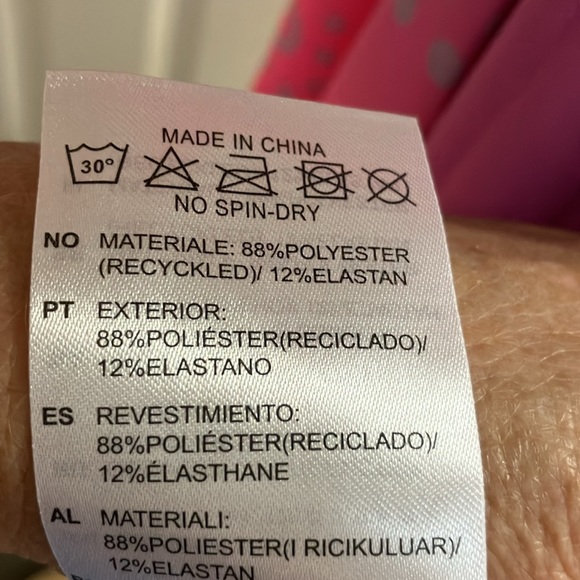 MADE IN CHINA
30°
NO SPIN-DRY
NO MATERIALE: 88%POLYESTER
(RECYCKLED)/ 12%ELASTAN
PT EXTERIOR:
88%POLIÉSTER(RECICLADO)/
12%ELASTANO
ES REVESTIMIENTO:
88%POLIÉSTER(RECICLADO)/
12%ÉLASTHANE
AL MATERIALI:
88%POLIESTER(I RICIKULUAR)/
12%ELASTAN